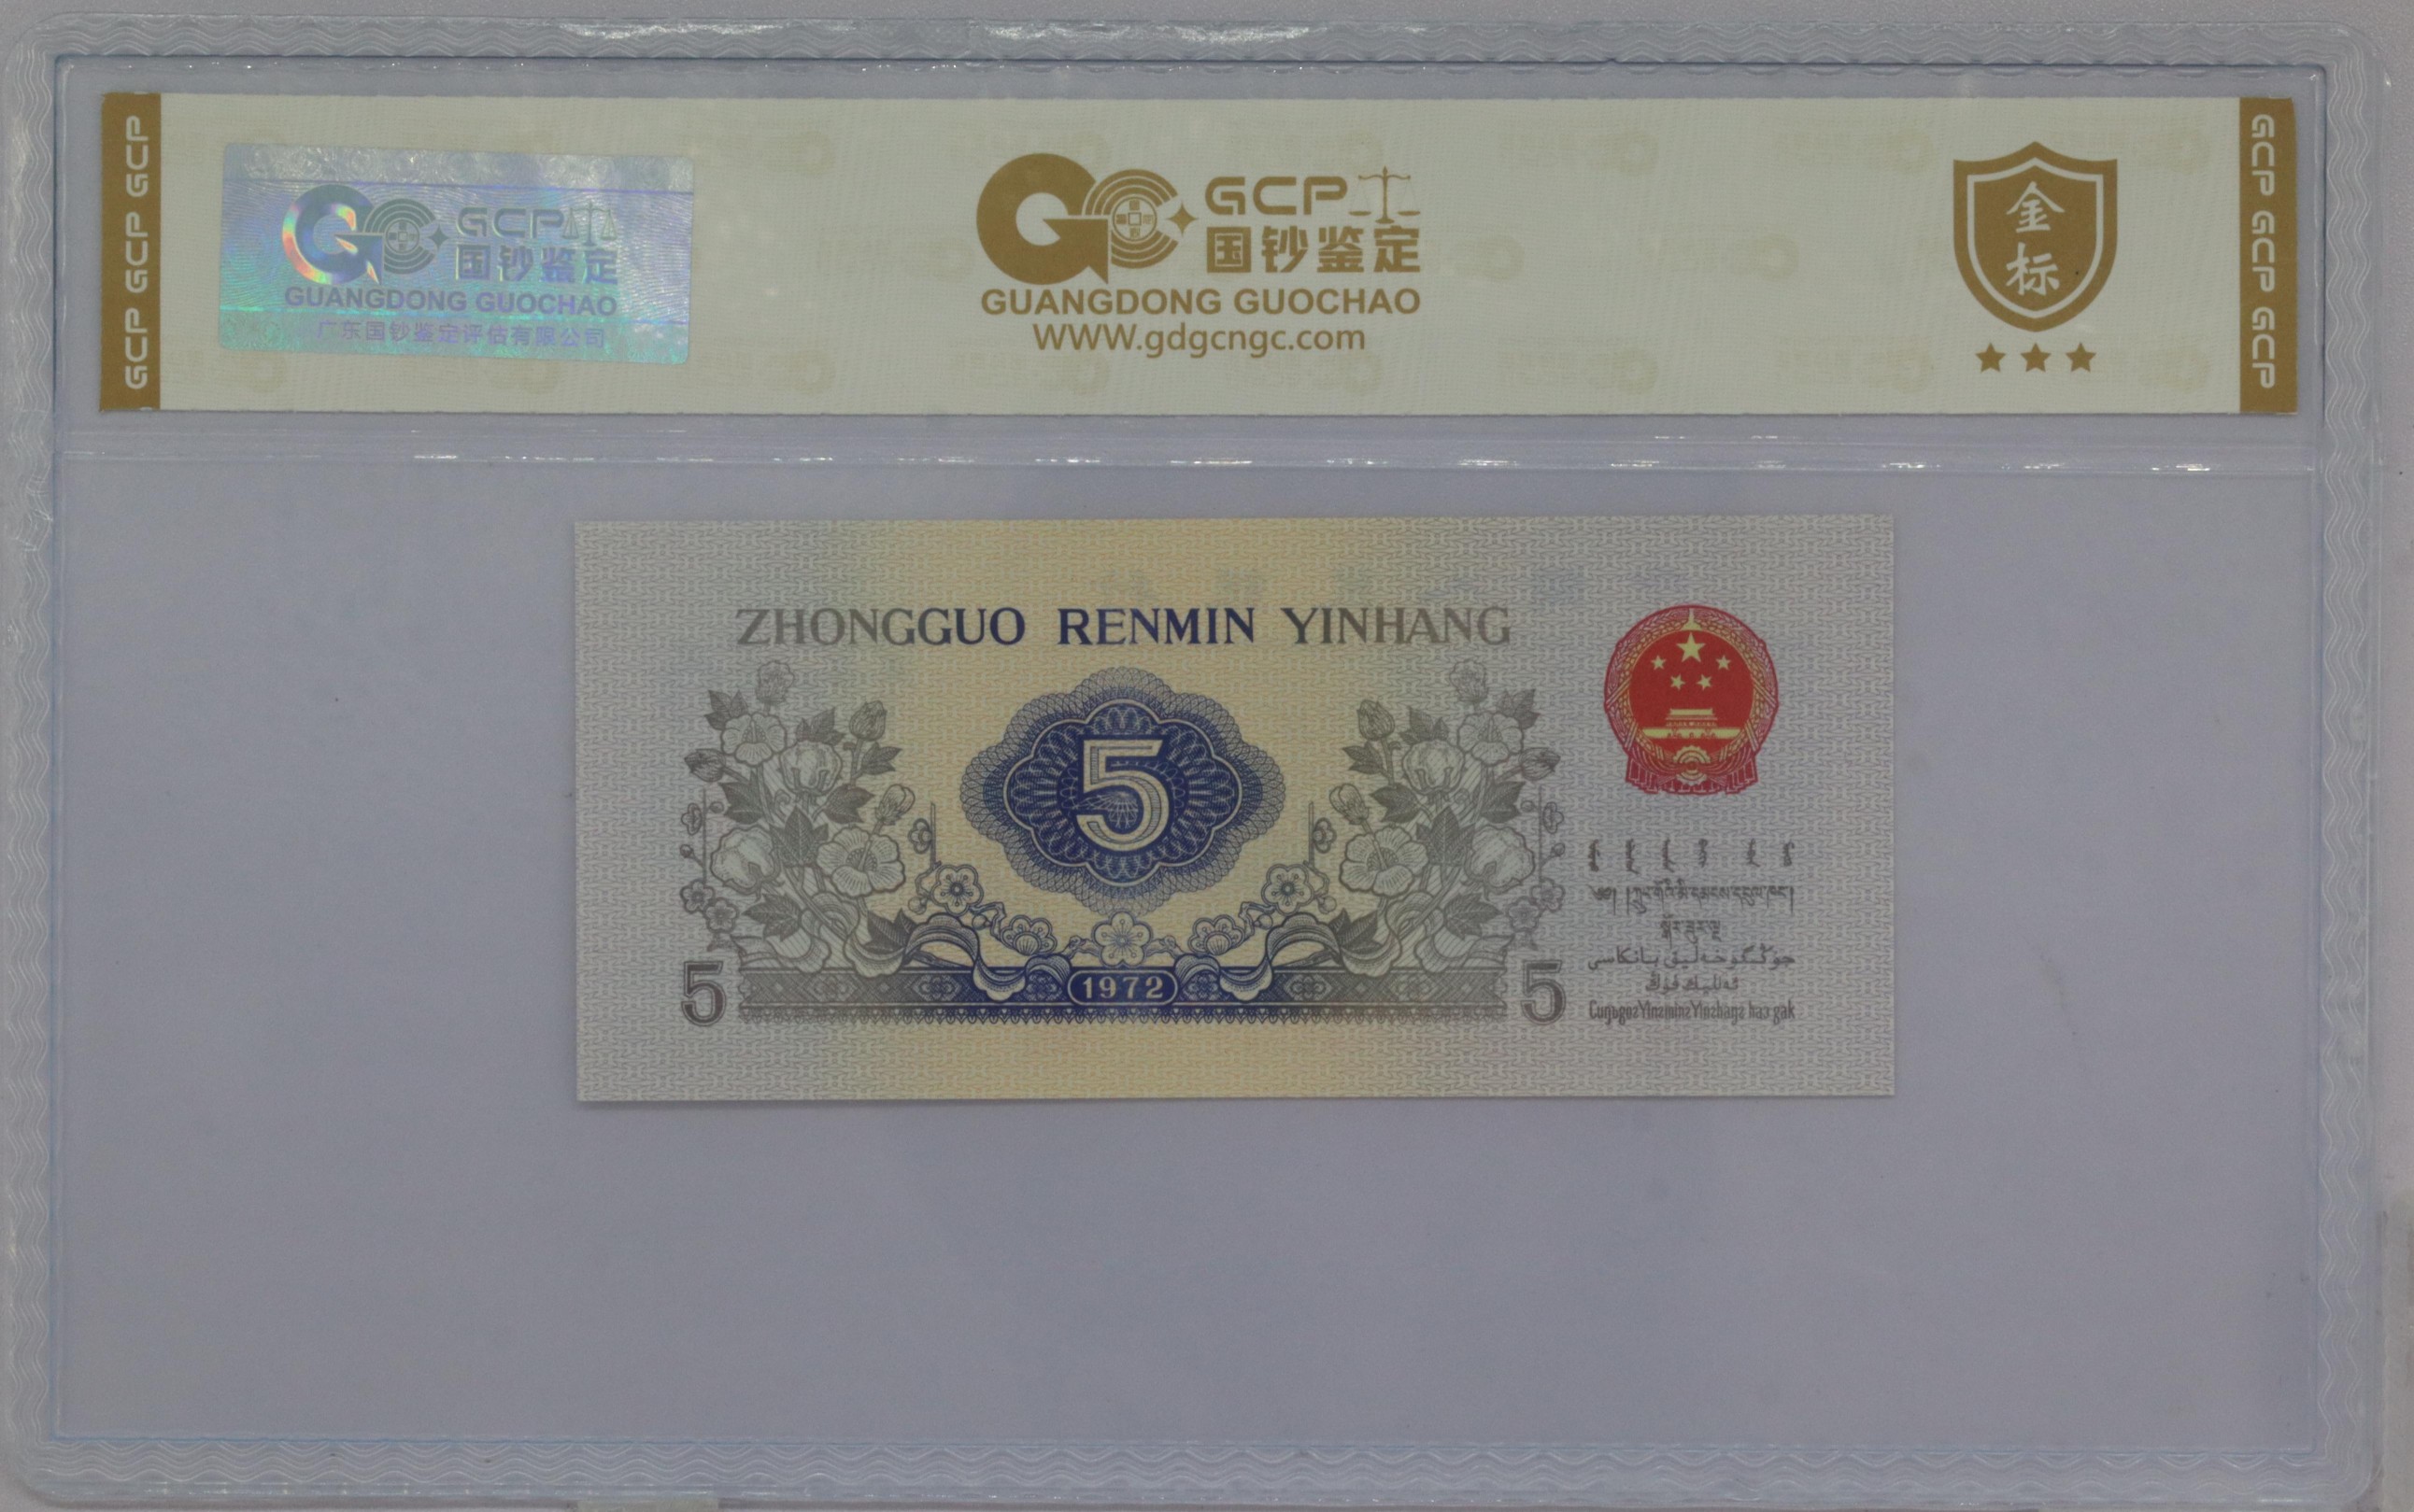 GCP GCP GCP
GCP
国钞鉴定
GUANGDONG GUOCHAO
广东国钞鉴定评估有限公司
GCP
国钞鉴定
GUANGDONG GUOCHAO
WWW.gdgcngc.com
金
标
GCP GCP GCP
ZHONGGUO RENMIN YINHANG
5
1972
5
5
جۇڭگوخەلىق بانكاسى